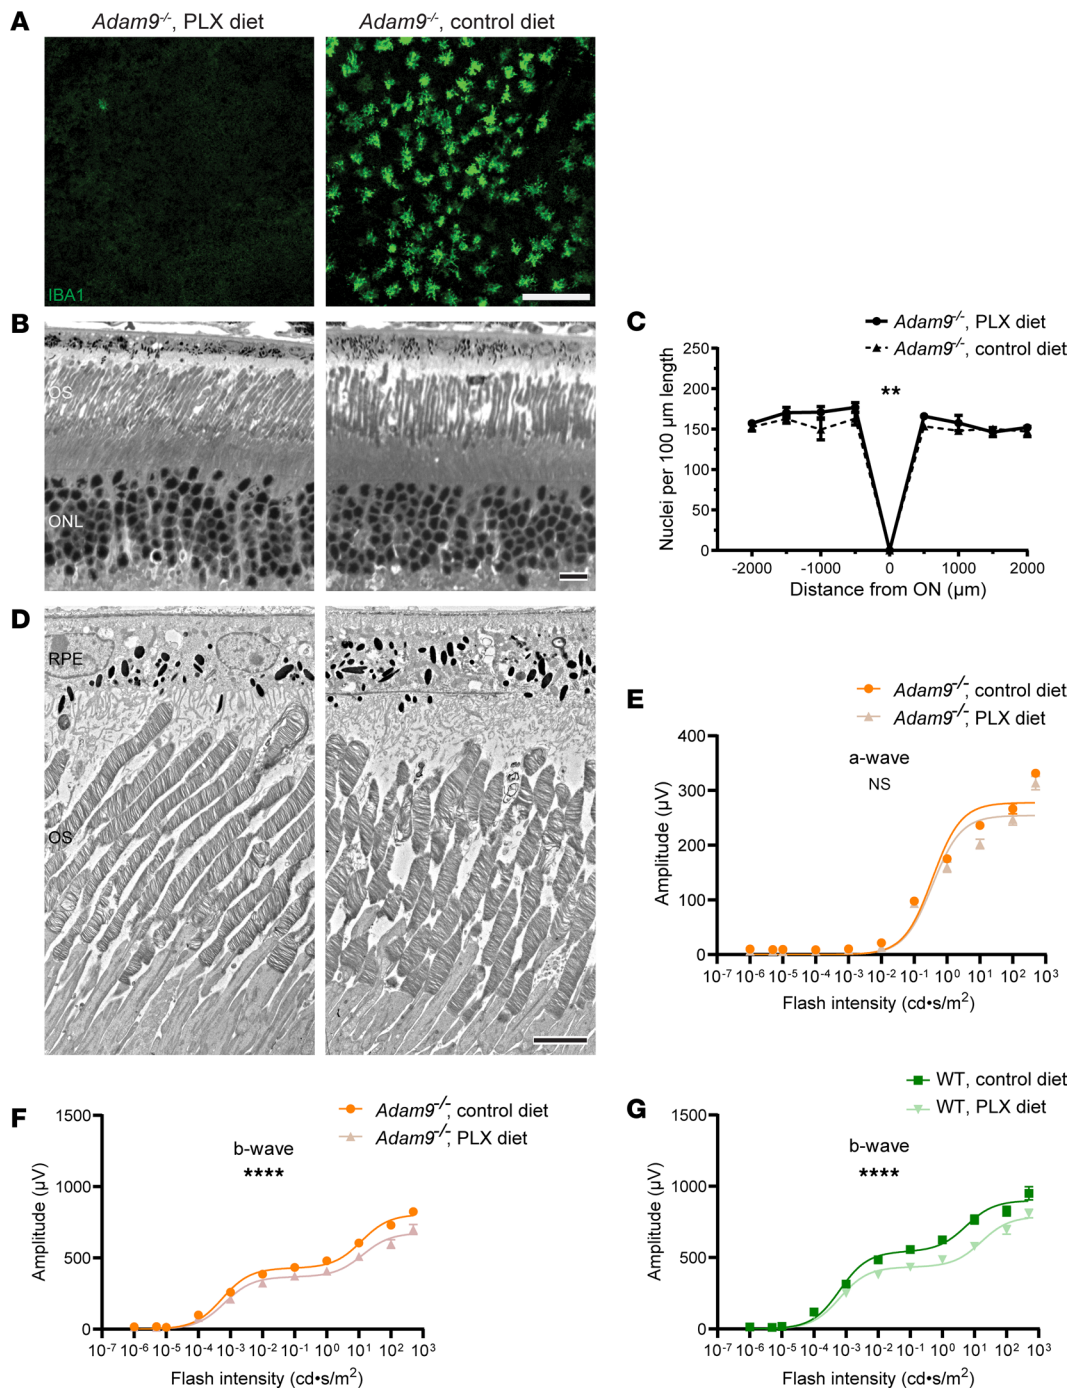 A
Adam9-/-, PLX diet
Adam9-/-, control diet
IBA1
B
OS
ONL
C
Adam9-/-, PLX diet
Adam9-/-, control diet
Nuclei per 100 µm length
250
200
150
100
50
0
**
-2000
-1000
0
1000
2000
Distance from ON (µm)
D
RPE
OS
E
Adam9-/-, control diet
Adam9-/-, PLX diet
a-wave
NS
Amplitude (µV)
400
300
200
100
0
10-7 10-6 10-5 10-4 10-3 10-2 10-1 100 101 102 103
Flash intensity (cd•s/m2)
F
Adam9-/-, control diet
Adam9-/-, PLX diet
b-wave
****
Amplitude (µV)
1500
1000
500
0
10-7 10-6 10-5 10-4 10-3 10-2 10-1 100 101 102 103
Flash intensity (cd•s/m2)
G
WT, control diet
WT, PLX diet
b-wave
****
Amplitude (µV)
1500
1000
500
0
10-7 10-6 10-5 10-4 10-3 10-2 10-1 100 101 102 103
Flash intensity (cd•s/m2)